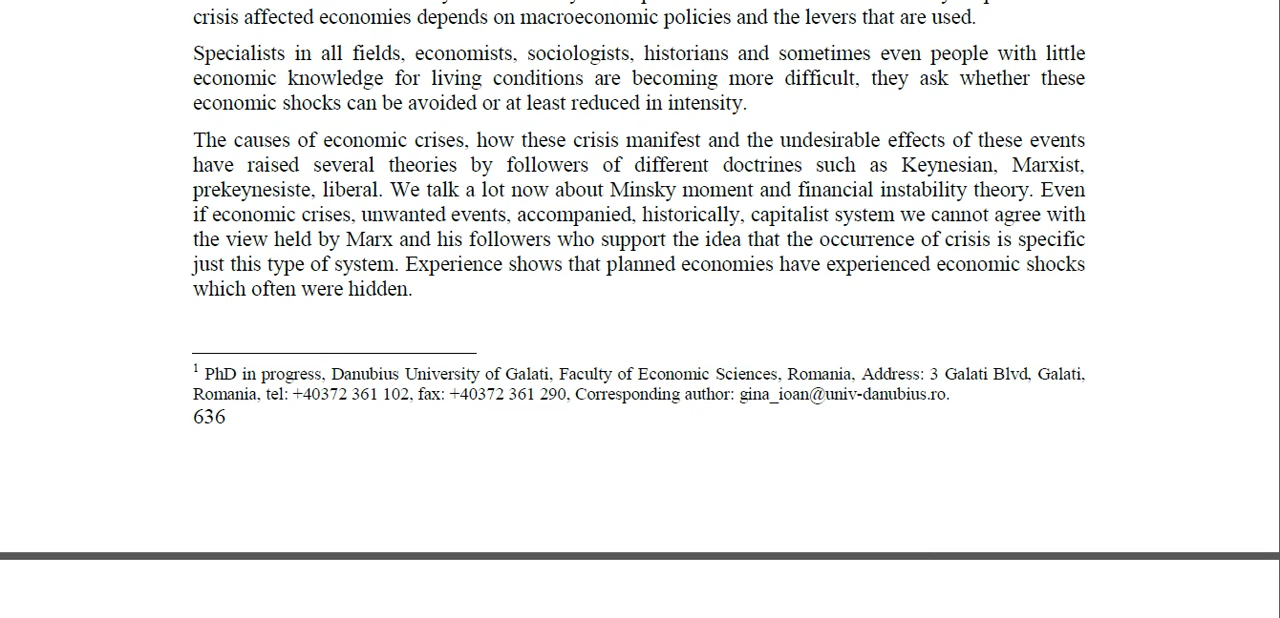 crisis affected economies depends on macroeconomic policies and the levers that are used.
Specialists in all fields, economists, sociologists, historians and sometimes even people with little
economic knowledge for living conditions are becoming more difficult, they ask whether these
economic shocks can be avoided or at least reduced in intensity.
The causes of economic crises, how these crisis manifest and the undesirable effects of these events
have raised several theories by followers of different doctrines such as Keynesian, Marxist,
prekeynesiste, liberal. We talk a lot now about Minsky moment and financial instability theory. Even
if economic crises, unwanted events, accompanied, historically, capitalist system we cannot agree with
the view held by Marx and his followers who support the idea that the occurrence of crisis is specific
just this type of system. Experience shows that planned economies have experienced economic shocks
which often were hidden.
1 PhD in progress, Danubius University of Galati, Faculty of Economic Sciences, Romania, Address: 3 Galati Blvd, Galati,
Romania, tel: +40372 361 102, fax: +40372 361 290, Corresponding author: gina_ioan@univ-danubius.ro.
636